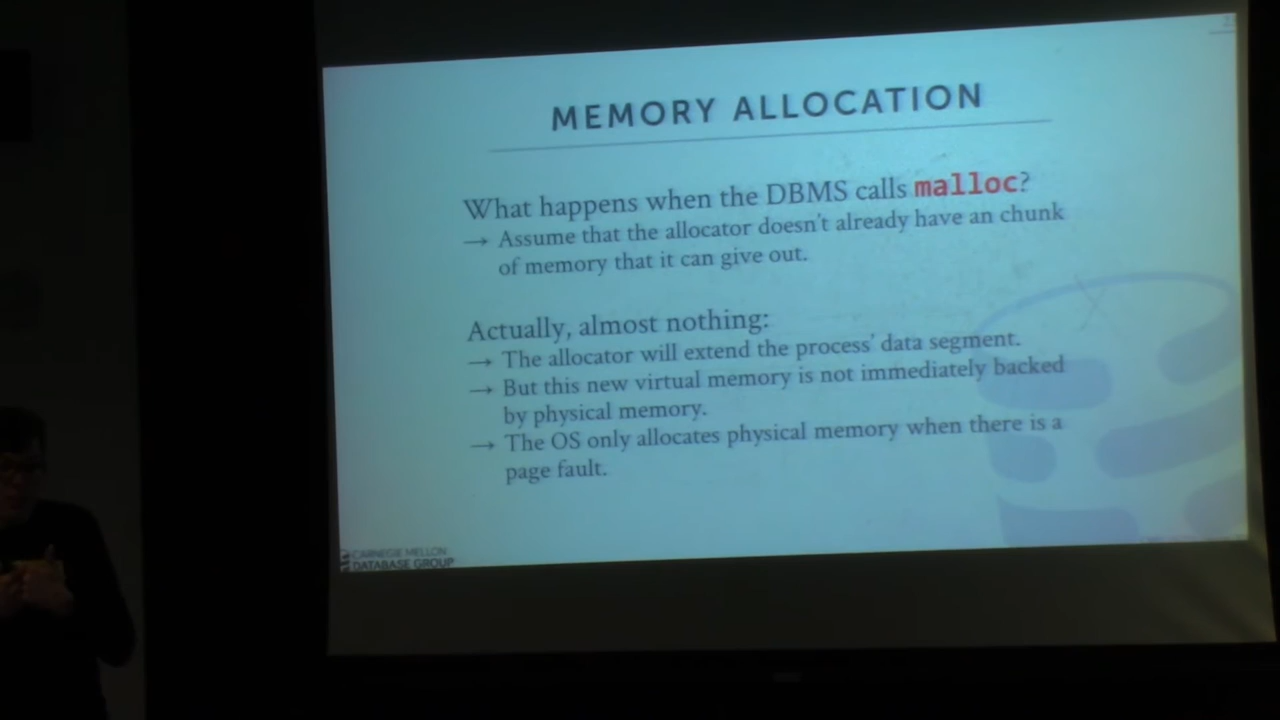 MEMORY ALLOCATION
What happens when the DBMS calls malloc?
→ Assume that the allocator doesn't already have an chunk
of memory that it can give out.
Actually, almost nothing:
→ The allocator will extend the process' data segment.
→ But this new virtual memory is not immediately backed
by physical memory.
→ The OS only allocates physical memory when there is a
page fault.
CARNEGIE MELLON
DATABASE GROUP